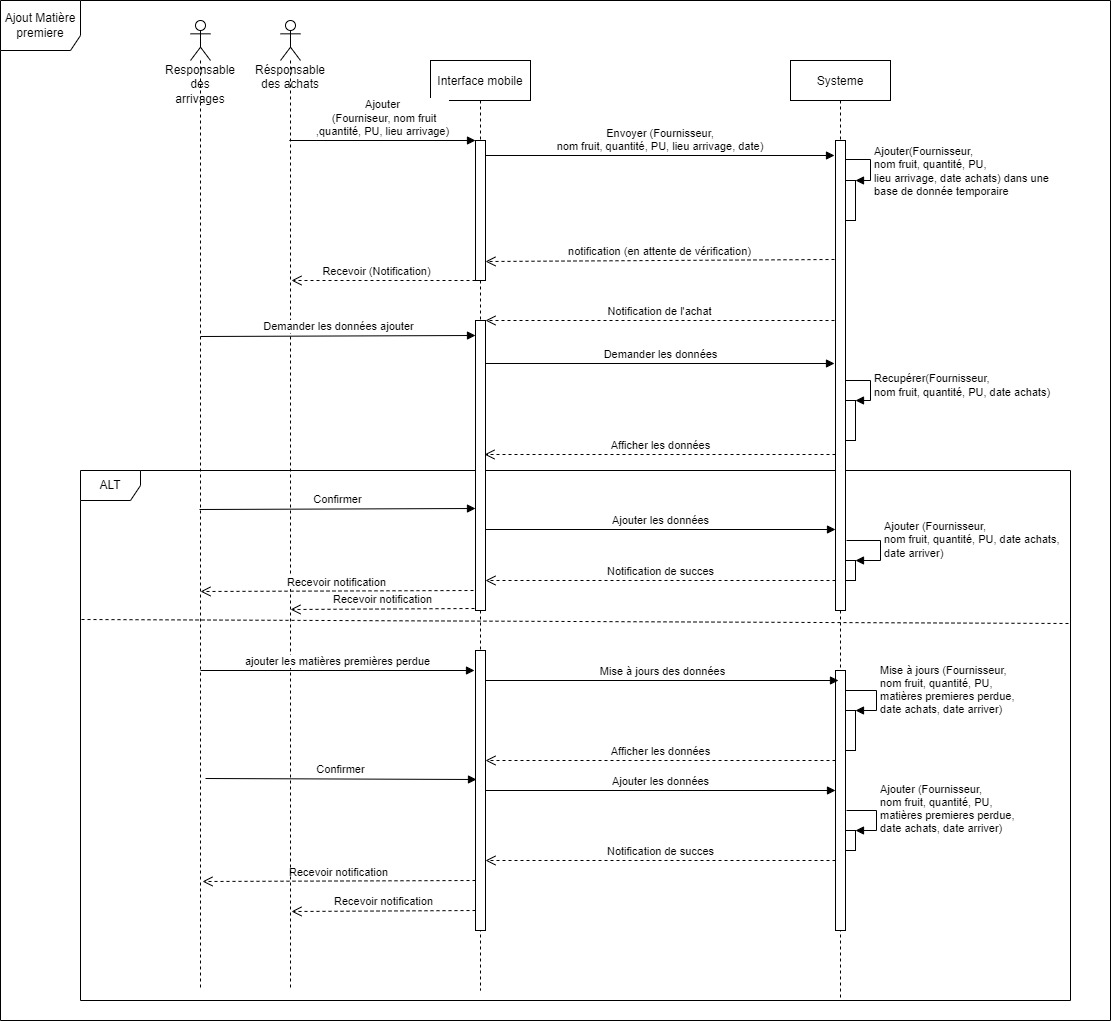 Ajout Matière
premiere
Responsable
des
arrivages
Résponsable
des achats
Interface mobile
Systeme
Ajouter
(Fourniseur, nom fruit
,quantité, PU, lieu arrivage)
Envoyer (Fournisseur,
nom fruit, quantité, PU, lieu arrivage, date)
Ajouter(Fournisseur,
nom fruit, quantité, PU,
lieu arrivage, date achats) dans une
base de donnée temporaire
notification (en attente de vérification)
Recevoir (Notification)
Notification de l'achat
Demander les données ajouter
Demander les données
Recupérer(Fournisseur,
nom fruit, quantité, PU, date achats)
Afficher les données
ALT
Confirmer
Ajouter les données
Ajouter (Fournisseur,
nom fruit, quantité, PU, date achats,
date arriver)
Notification de succes
Recevoir notification
Recevoir notification
ajouter les matières premières perdue
Mise à jours des données
Mise à jours (Fournisseur,
nom fruit, quantité, PU,
matières premieres perdue,
date achats, date arriver)
Afficher les données
Confirmer
Ajouter les données
Ajouter (Fournisseur,
nom fruit, quantité, PU,
matières premieres perdue,
date achats, date arriver)
Notification de succes
Recevoir notification
Recevoir notification